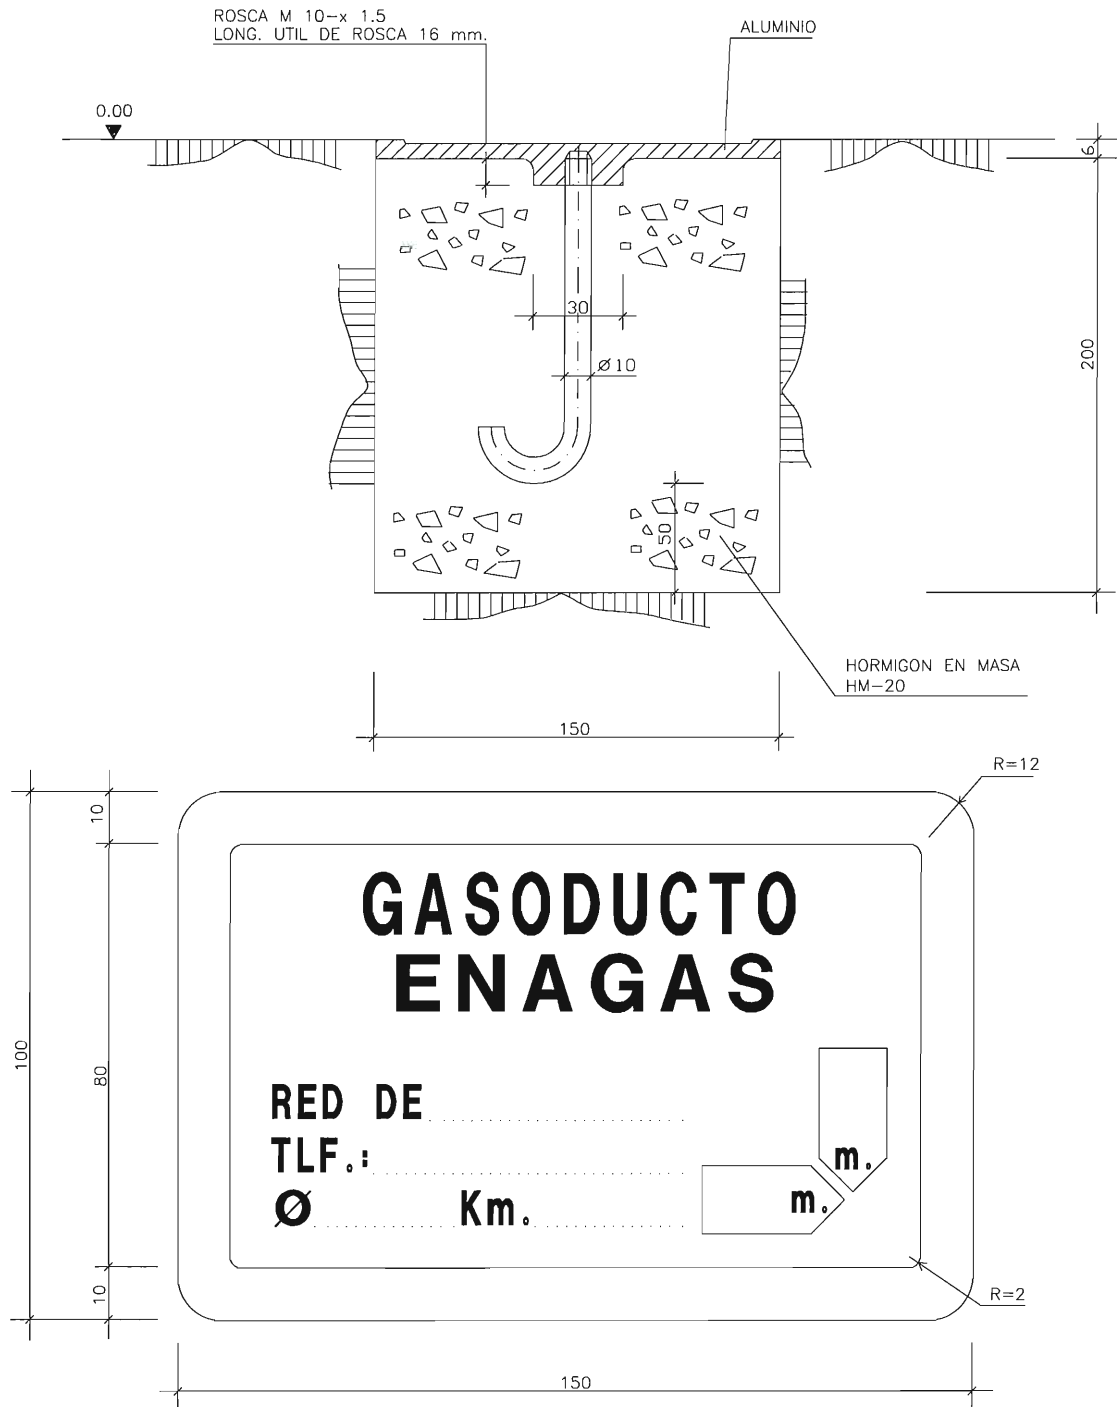 ROSCA M 10-x 1.5
LONG. UTIL DE ROSCA 16 mm.
ALUMINIO
0.00
6
30
Ø10
200
50
HORMIGON EN MASA
HM-20
150
R=12
10
GASODUCTO
ENAGAS
100
80
RED DE
TLF.:
m.
Ø Km. m.
10
R=2
150